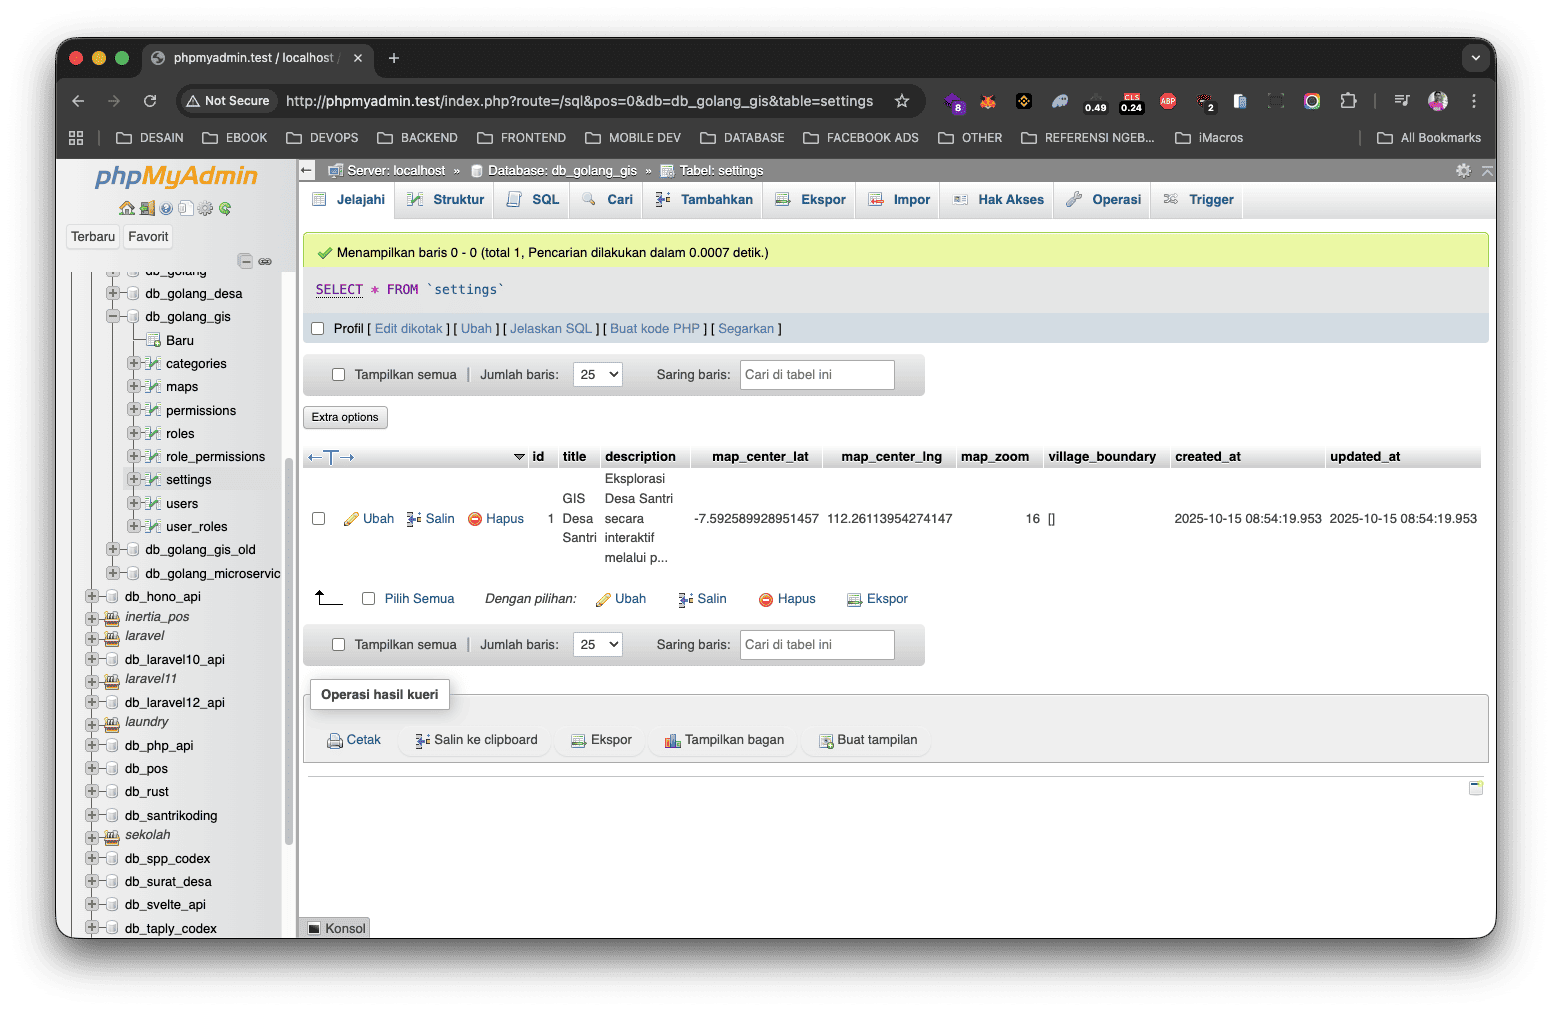 phpmyadmin.test / localhost /
Not Secure http://phpmyadmin.test/index.php?route=/sql&pos=0&db=db_golang_gis&table=settings
8 0.49 CLS 0.24 ABP 2
DESAIN EBOOK DEVOPS BACKEND FRONTEND MOBILE DEV DATABASE FACEBOOK ADS OTHER REFERENSI NGEB... iMacros All Bookmarks
phpMyAdmin
Terbaru Favorit
db_golang
db_golang_desa
db_golang_gis
Baru
categories
maps
permissions
roles
role_permissions
settings
users
user_roles
db_golang_gis_old
db_golang_microservic
db_hono_api
inertia_pos
laravel
db_laravel10_api
laravel11
db_laravel12_api
laundry
db_php_api
db_pos
db_rust
db_santrikoding
sekolah
db_spp_codex
db_surat_desa
db_svelte_api
db_taply_codex
Server: localhost » Database: db_golang_gis » Tabel: settings
Jelajahi Struktur SQL Cari Tambahkan Ekspor Impor Hak Akses Operasi Trigger
Menampilkan baris 0 - 0 (total 1, Pencarian dilakukan dalam 0.0007 detik.)
SELECT * FROM `settings`
Profil [ Edit dikotak ] [ Ubah ] [ Jelaskan SQL ] [ Buat kode PHP ] [ Segarkan ]
Tampilkan semua | Jumlah baris: 25 Saring baris: Cari di tabel ini
Extra options
id title description map_center_lat map_center_lng map_zoom village_boundary created_at updated_at
Ubah Salin Hapus 1 GIS Desa Santri Eksplorasi Desa Santri secara interaktif melalui p... -7.592589928951457 112.26113954274147 16 [] 2025-10-15 08:54:19.953 2025-10-15 08:54:19.953
Pilih Semua Dengan pilihan: Ubah Salin Hapus Ekspor
Tampilkan semua | Jumlah baris: 25 Saring baris: Cari di tabel ini
Operasi hasil kueri
Cetak Salin ke clipboard Ekspor Tampilkan bagan Buat tampilan
Konsol